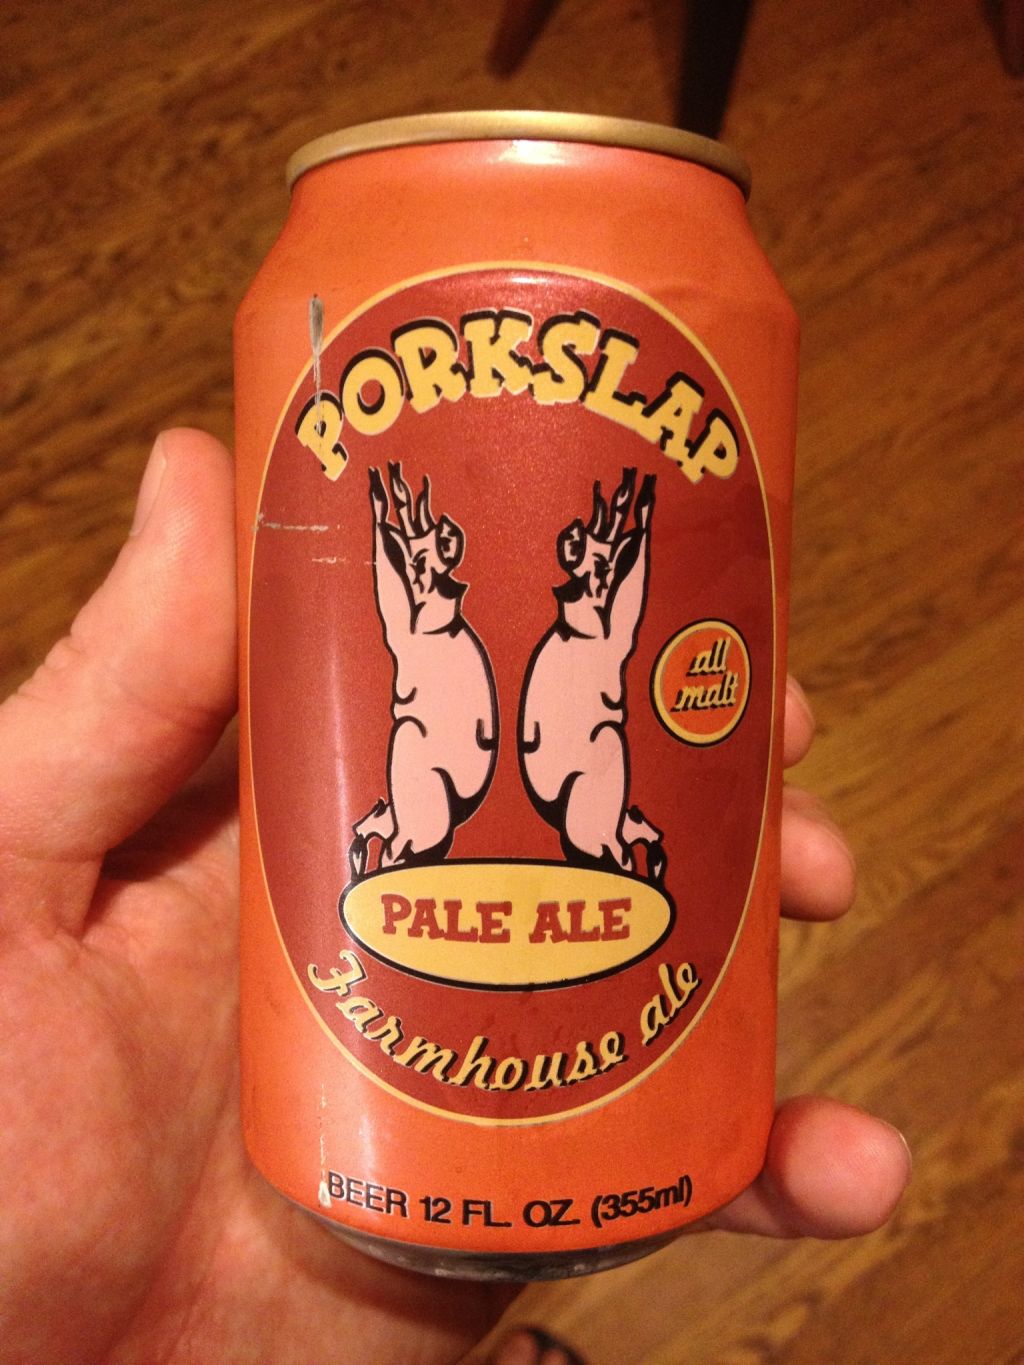 PORKSLAP
all
malt
PALE ALE
Farmhouse ale
BEER 12 FL. OZ. (355ml)